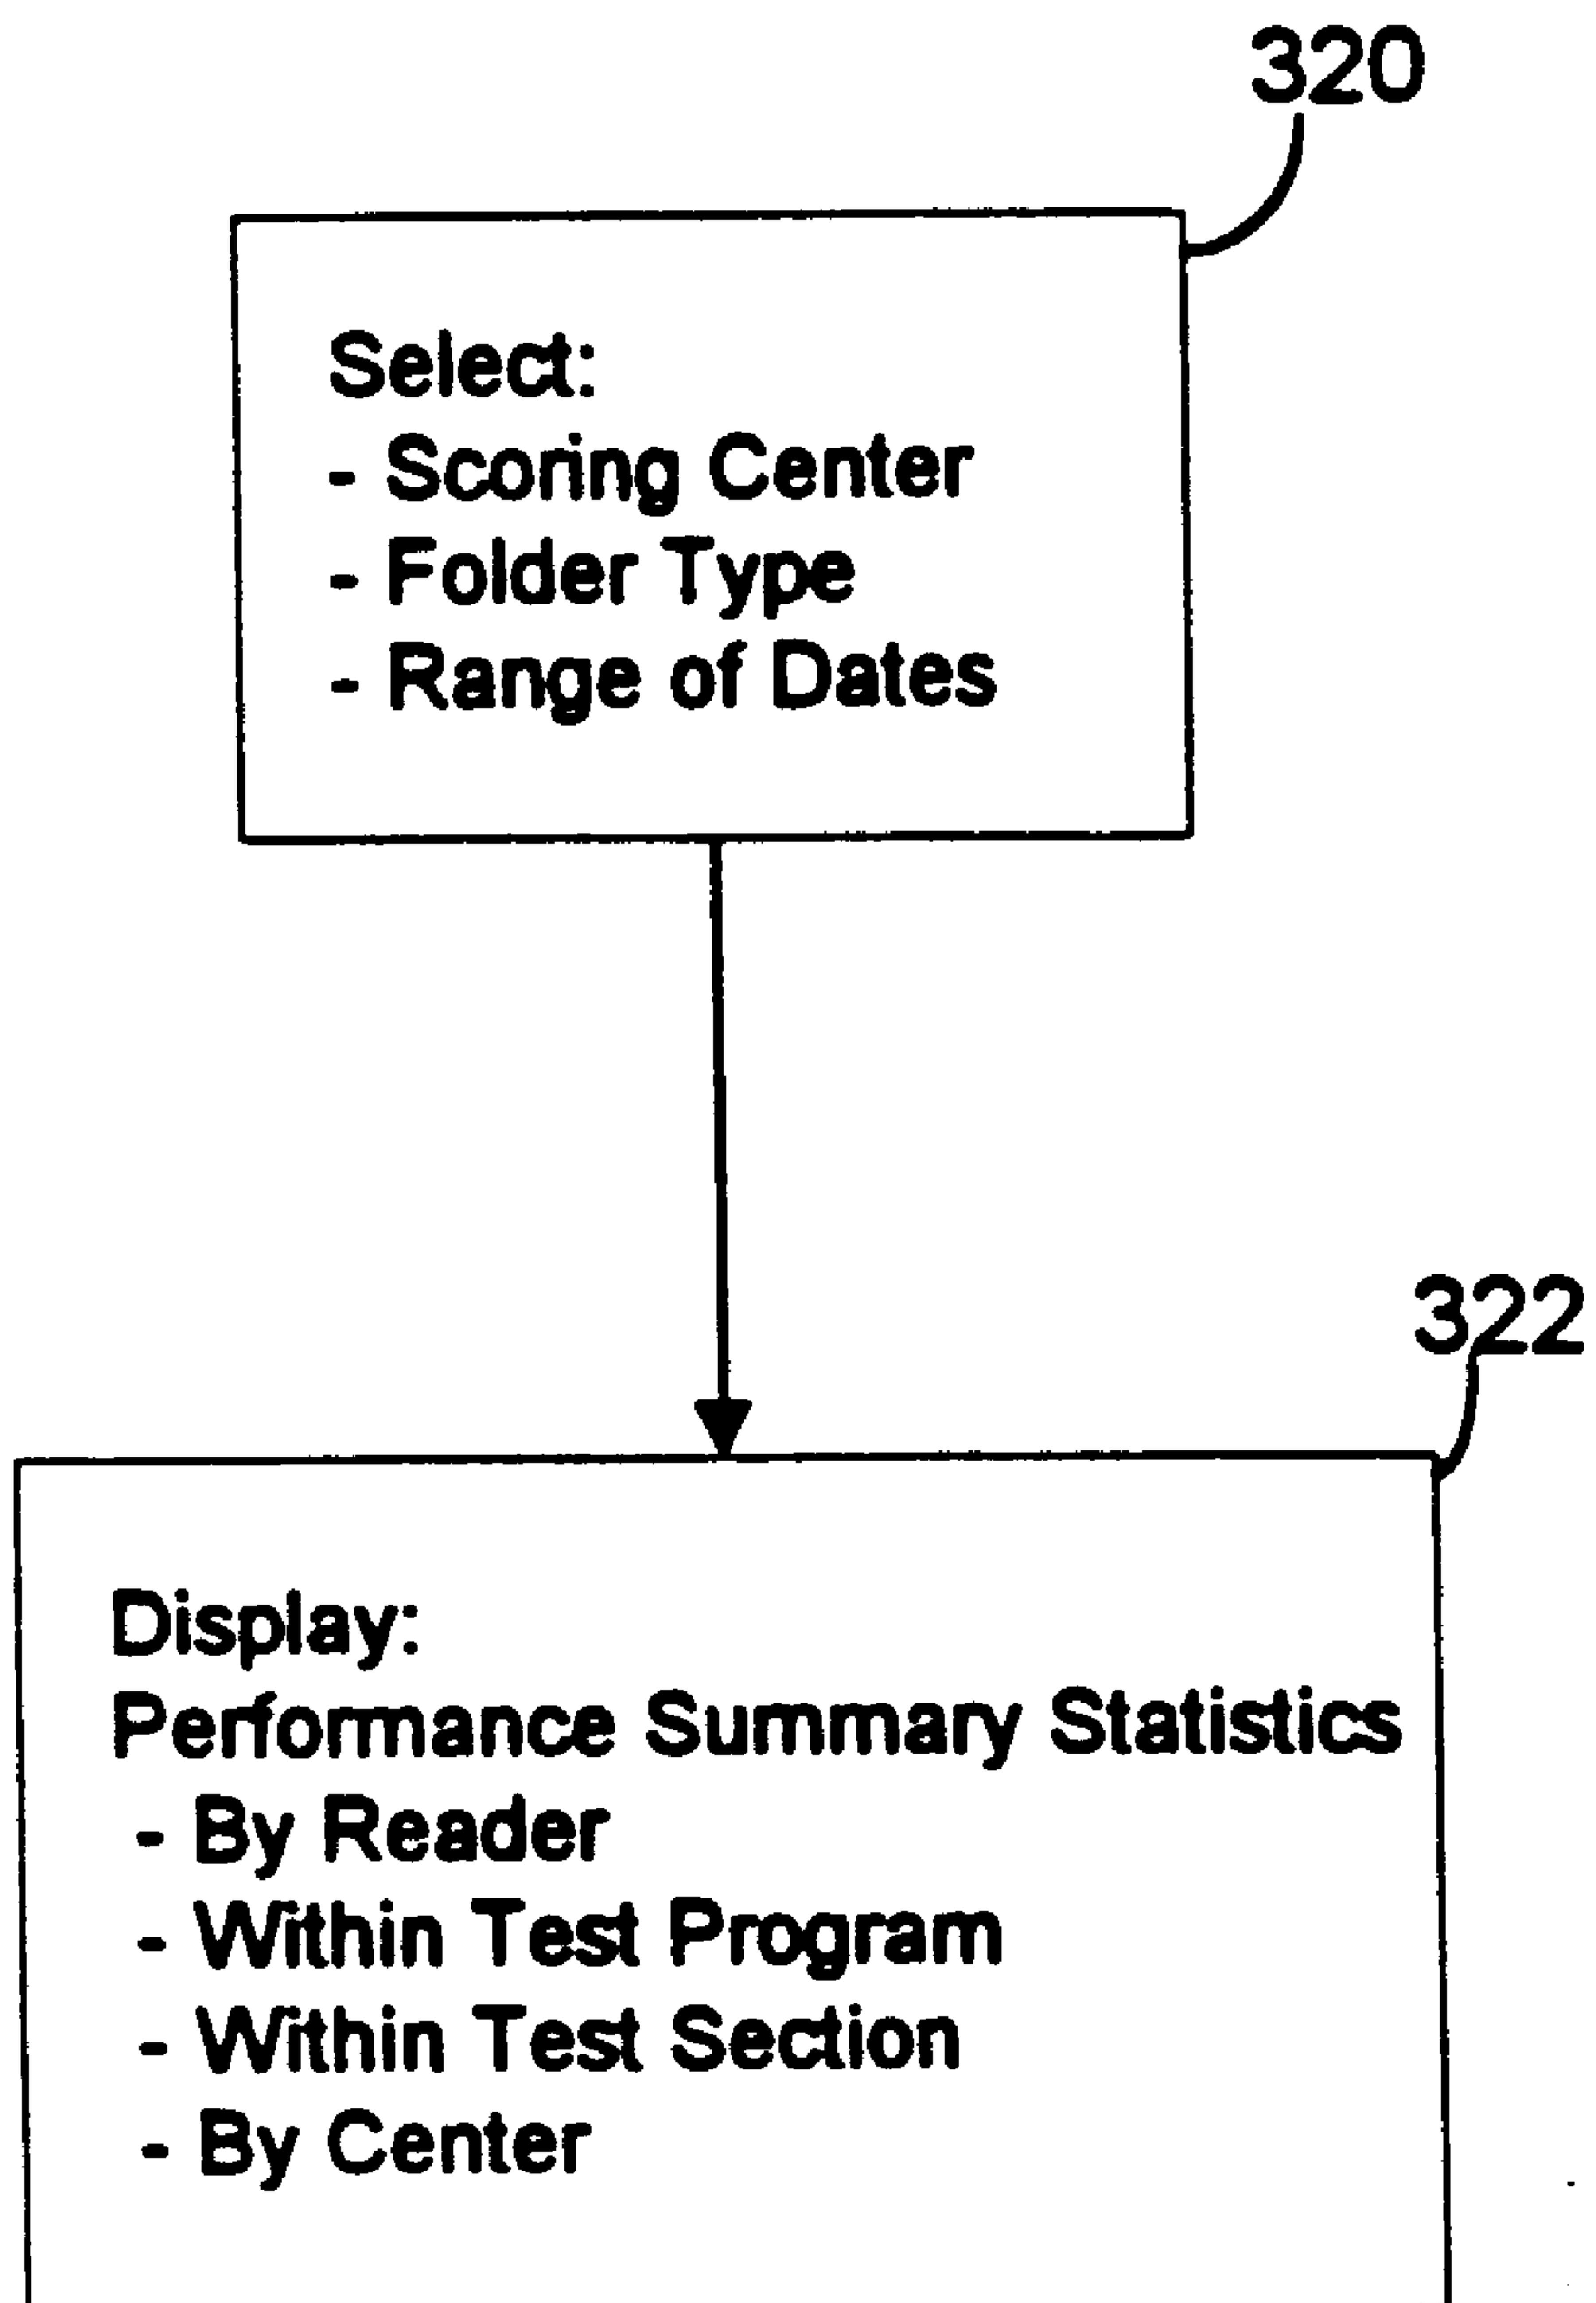 320
Select:
- Scoring Center
- Folder Type
- Range of Dates
322
Display:
Performance Summary Statistics
- By Reader
- Within Test Program
- Within Test Section
- By Center